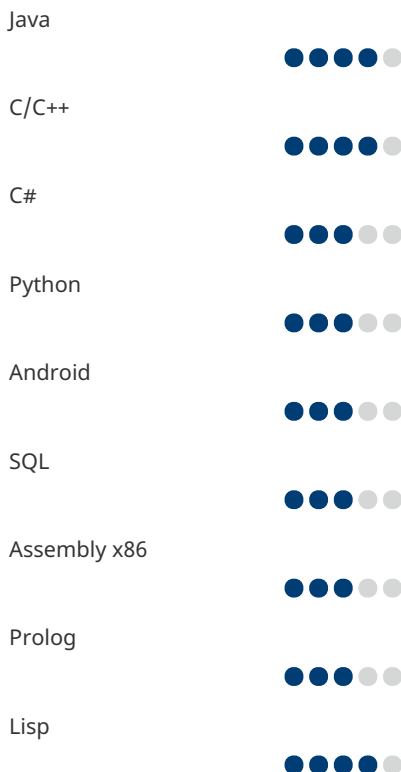 Java
C/C++
C#
Python
Android
SQL
Assembly x86
Prolog
Lisp